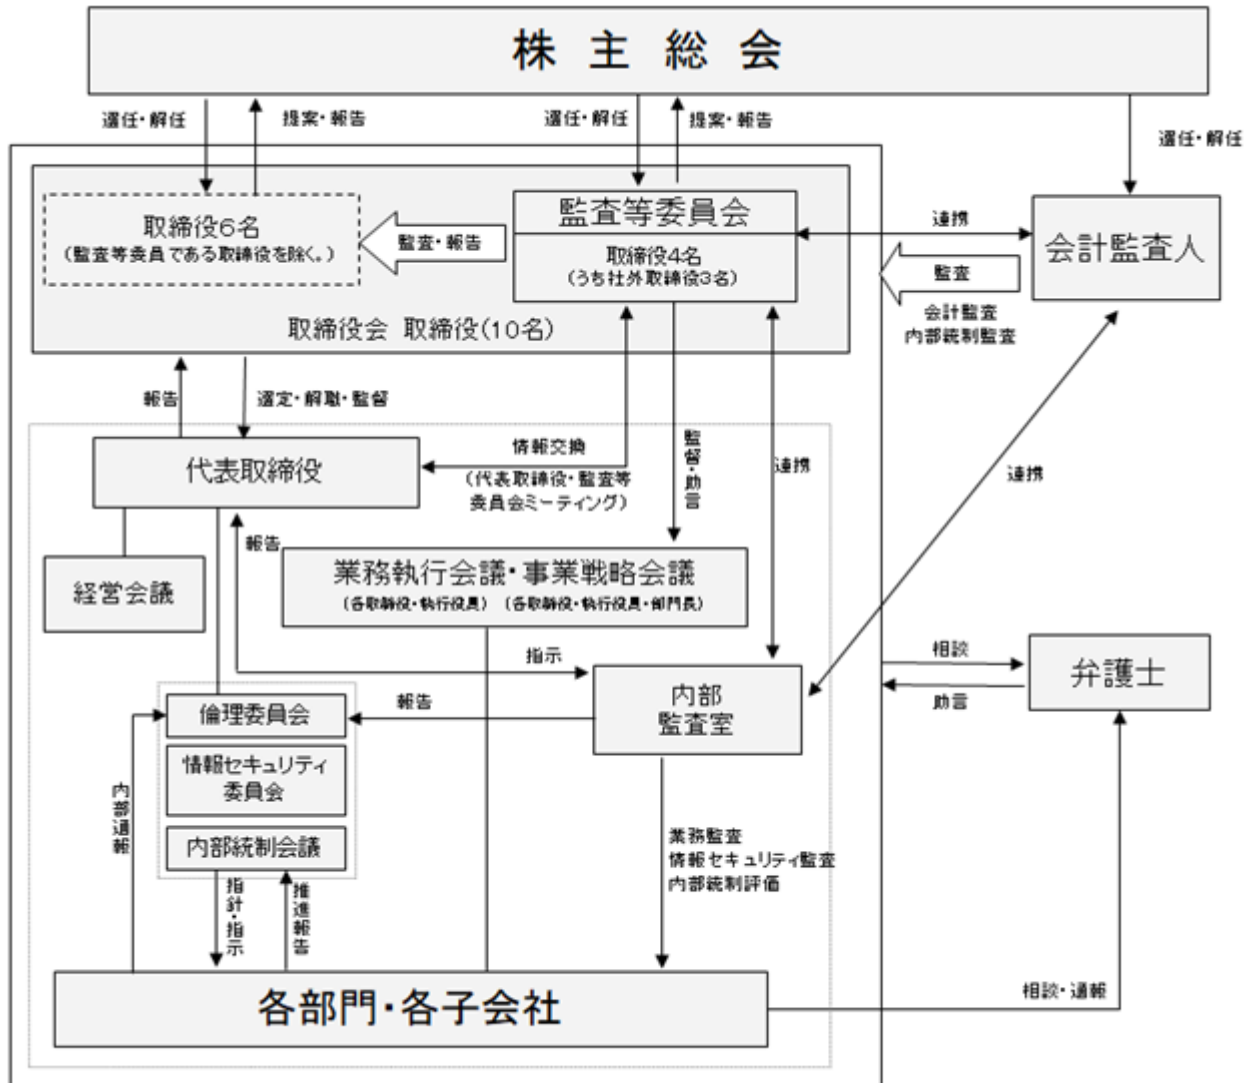 株主総会
選任・解任
提案・報告
選任・解任
提案・報告
選任・解任
取締役6名
(監査等委員である取締役を除く。)
監査・報告
監査等委員会
取締役4名
(うち社外取締役3名)
連携
会計監査人
監査
会計監査
内部統制監査
取締役会 取締役(10名)
報告
選定・解職・監督
代表取締役
情報交換
(代表取締役・監査等
委員会ミーティング)
監督・助言
連携
連携
経営会議
報告
業務執行会議・事業戦略会議
(各取締役・執行役員) (各取締役・執行役員・部門長)
指示
相談
助言
弁護士
倫理委員会
報告
内部
監査室
情報セキュリティ
委員会
内部通報
内部統制会議
業務監査
情報セキュリティ監査
内部統制評価
指針・指示
推進報告
各部門・各子会社
相談・通報